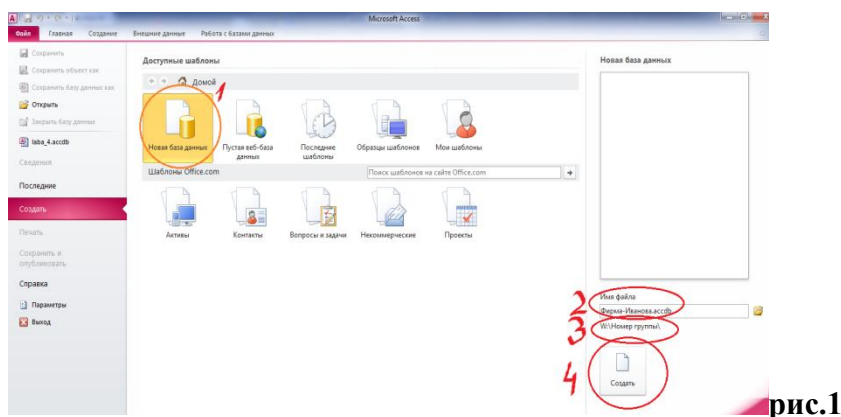 Microsoft Access
Файл Главная Создание Внешние данные Работа с базами данных
Сохранить
Сохранить объект как
Сохранить базу данных как
Открыть
Закрыть базу данных
laba_4.accdb
Сведения
Последние
Создать
Печать
Сохранить и опубликовать
Справка
Параметры
Выход
Доступные шаблоны
Домой
1
Новая база данных
Пустая веб-база данных
Последние шаблоны
Образцы шаблонов
Мои шаблоны
Шаблоны Office.com
Поиск шаблонов на сайте Office.com
Активы
Контакты
Вопросы и задачи
Некоммерческие
Проекты
Новая база данных
2
Имя файла
Фирма-Иванова.accdb
3
W:\Номер группы\
4
Создать
рис.1